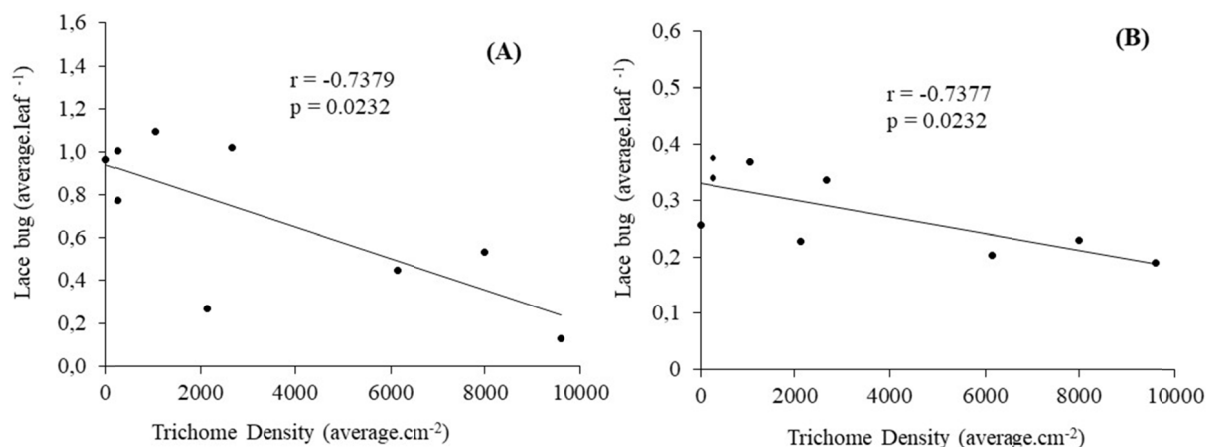 (A)
r = -0.7379
p = 0.0232
Lace bug (average.leaf ⁻¹)
1,6
1,4
1,2
1,0
0,8
0,6
0,4
0,2
0,0
0 2000 4000 6000 8000 10000
Trichome Density (average.cm⁻²)
(B)
r = -0.7377
p = 0.0232
Lace bug (average.leaf ⁻¹)
0,6
0,5
0,4
0,3
0,2
0,1
0
0 2000 4000 6000 8000 10000
Trichome Density (average.cm⁻²)